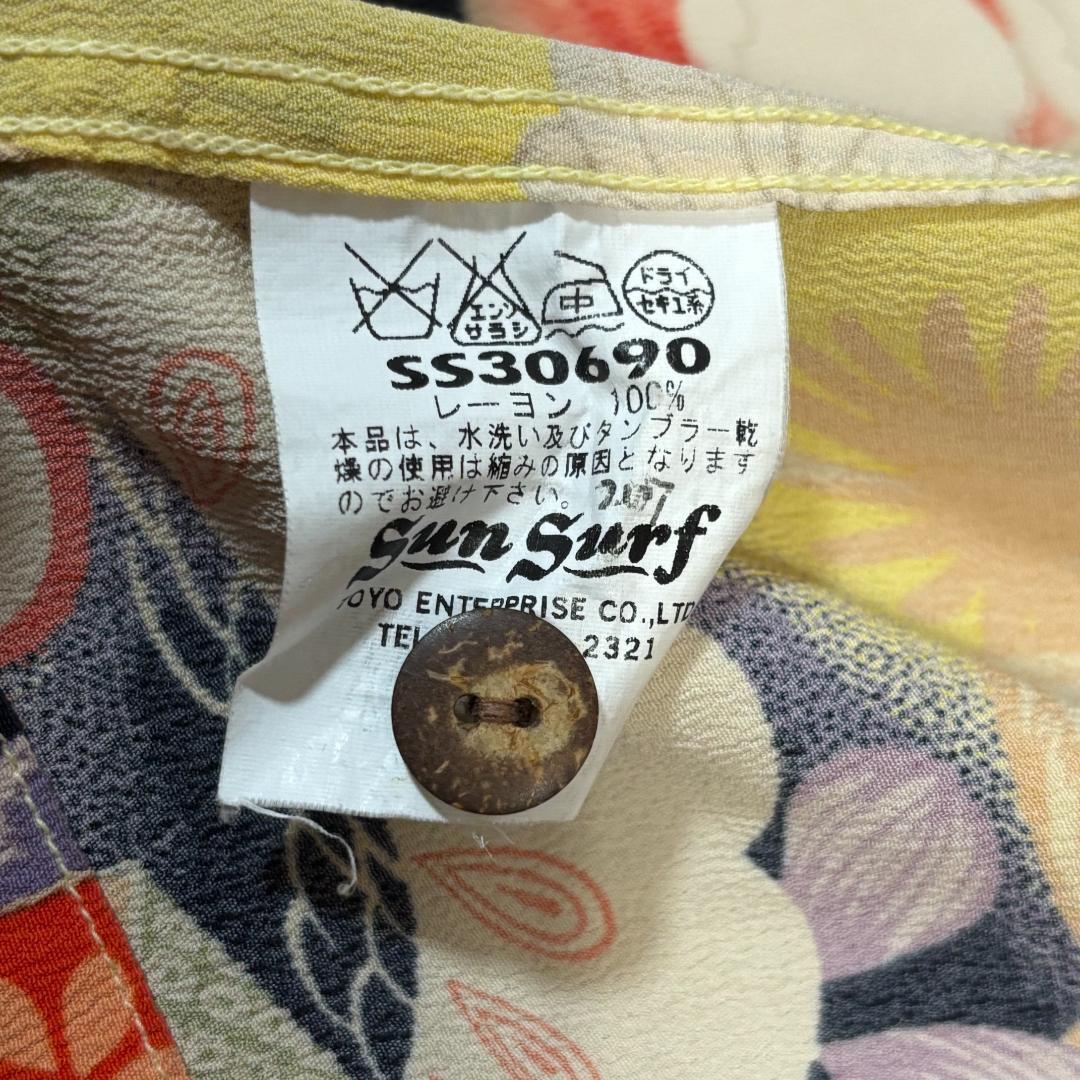 エンソ
サラシ
中
ドライ
セキユ系
SS30690
レーヨン 100%
本品は、水洗い及びタンブラー乾
燥の使用は縮みの原因となります
のでお避け下さい。
Sun Surf
TOYO ENTERPRISE CO.,LTD
TEL 2321